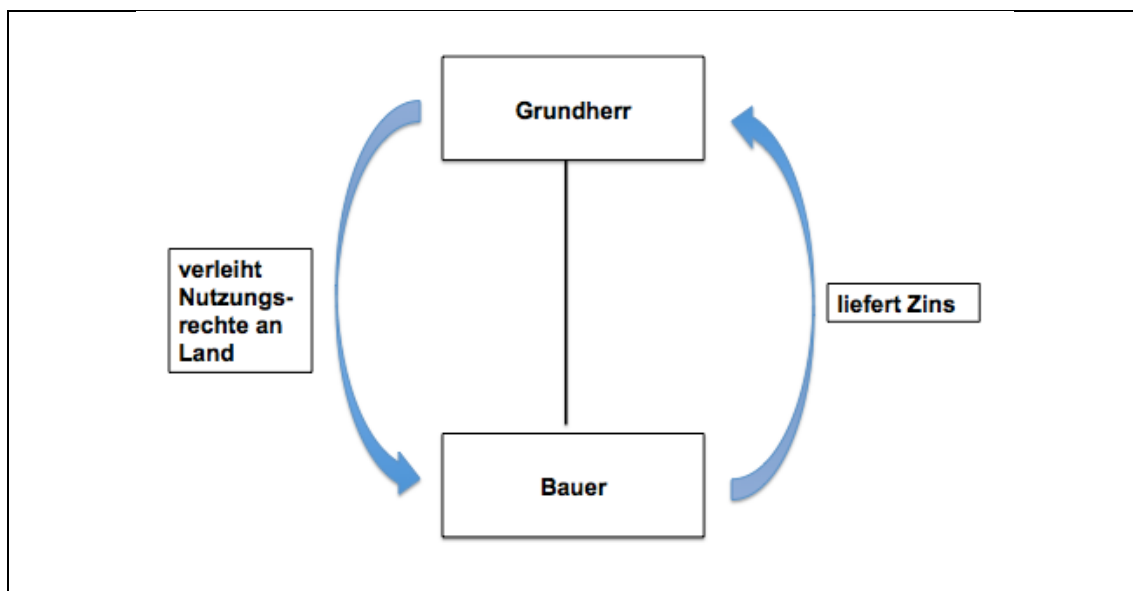 Grundherr
verleiht
Nutzungs-
rechte an
Land
liefert Zins
Bauer